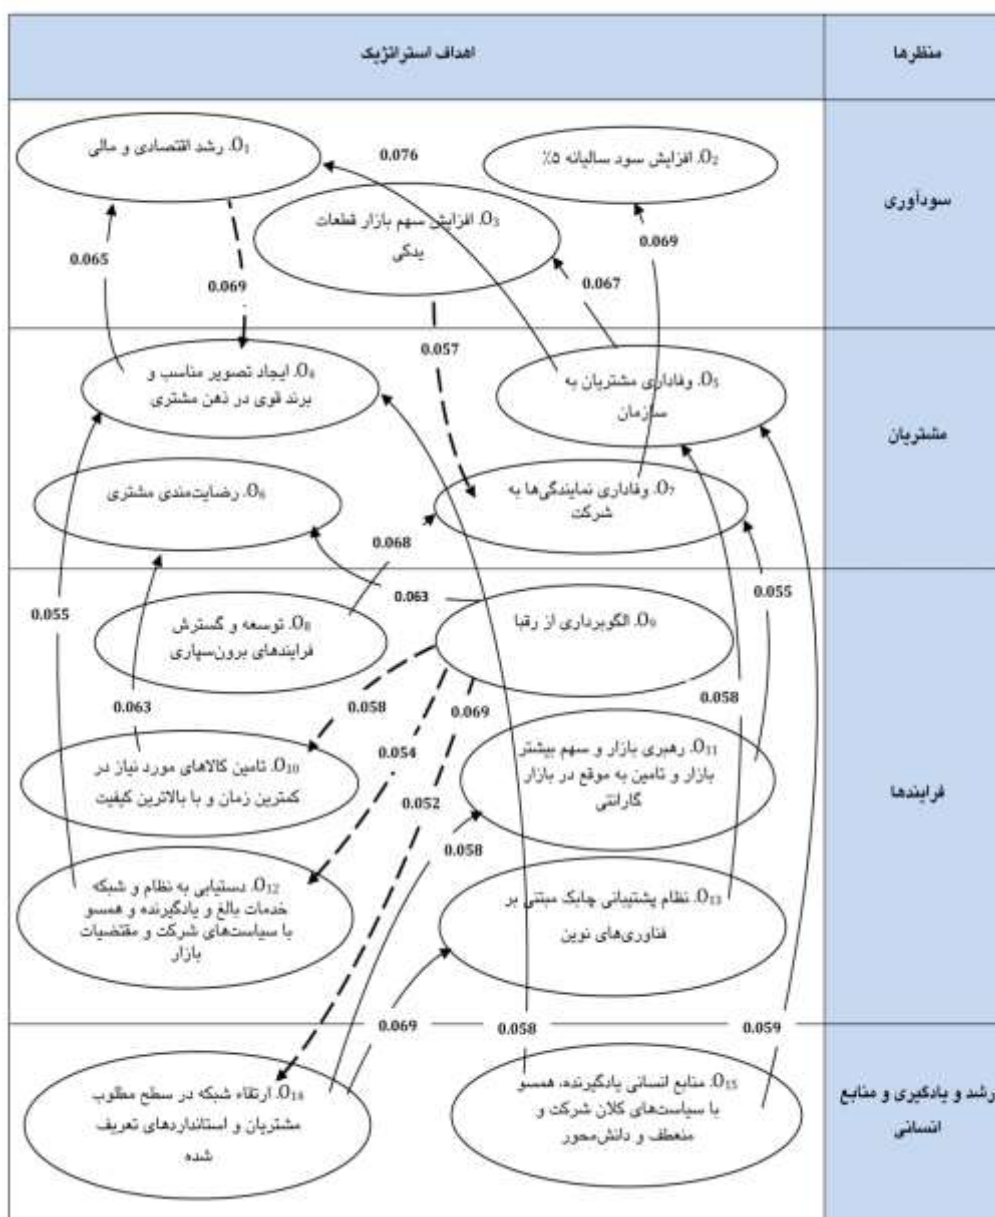 منظرها
اهداف استراتژیک
سودآوری
O₂. افزایش سود سالیانه ۵٪
O₁. رشد اقتصادی و مالی
0.076
O₃. افزایش سهم بازار قطعات
یدکی
0.069
0.065
0.067
0.069
مشتریان
0.057
O₅. وفاداری مشتریان به
سازمان
O₄. ایجاد تصویر مناسب و
برند قوی در ذهن مشتری
O₇. وفاداری نمایندگی‌ها به
شرکت
O₆. رضایت‌مندی مشتری
0.068
فرایندها
0.055
0.063
0.055
O₉. الگوبرداری از رقبا
O₈. توسعه و گسترش
فرایندهای برون‌سپاری
0.058
0.069
0.058
0.063
O₁₁. رهبری بازار و سهم بیشتر
بازار و تامین به موقع در بازار
گارانتی
0.054
O₁₀. تامین کالاهای مورد نیاز در
کمترین زمان و با بالاترین کیفیت
0.052
0.058
O₁₃. نظام پشتیبانی چابک مبتنی بر
فناوری‌های نوین
O₁₂. دستیابی به نظام و شبکه
خدمات بالغ و یادگیرنده و همسو
با سیاست‌های شرکت و مقتضیات
بازار
رشد و یادگیری و منابع
انسانی
0.059
0.058
0.069
O₁₅. منابع انسانی یادگیرنده، همسو
با سیاست‌های کلان شرکت و
منعطف و دانش‌محور
O₁₄. ارتقاء شبکه در سطح مطلوب
مشتریان و استانداردهای تعریف
شده